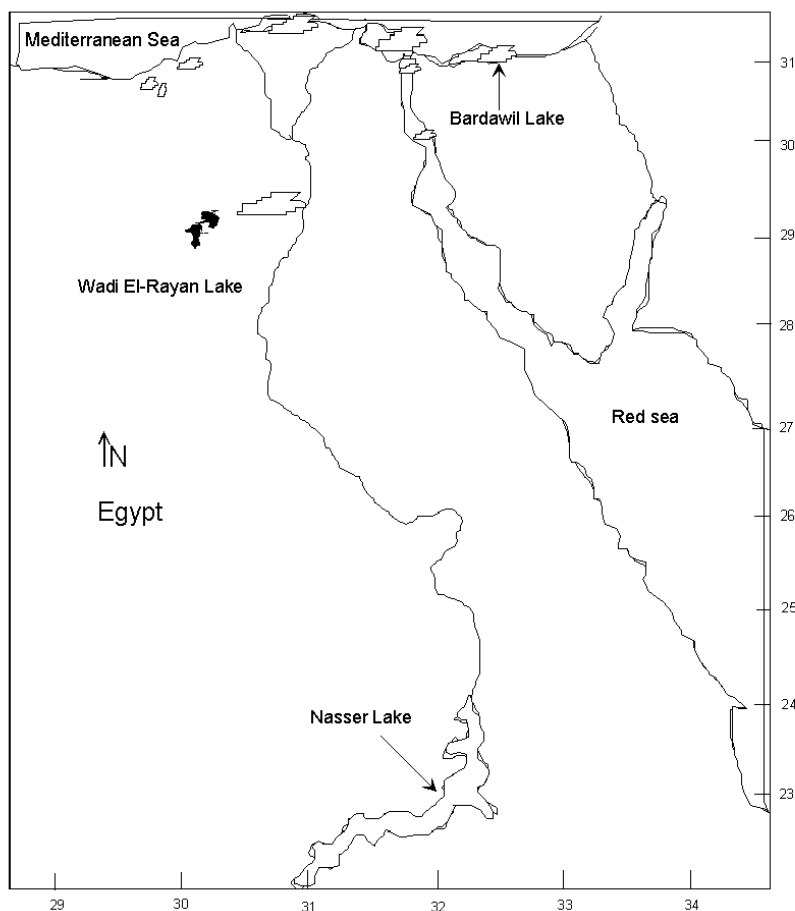 Mediterranean Sea
31
Bardawil Lake
30
29
Wadi El-Rayan Lake
28
Red sea
27
N
Egypt
26
25
24
Nasser Lake
23
29 30 31 32 33 34